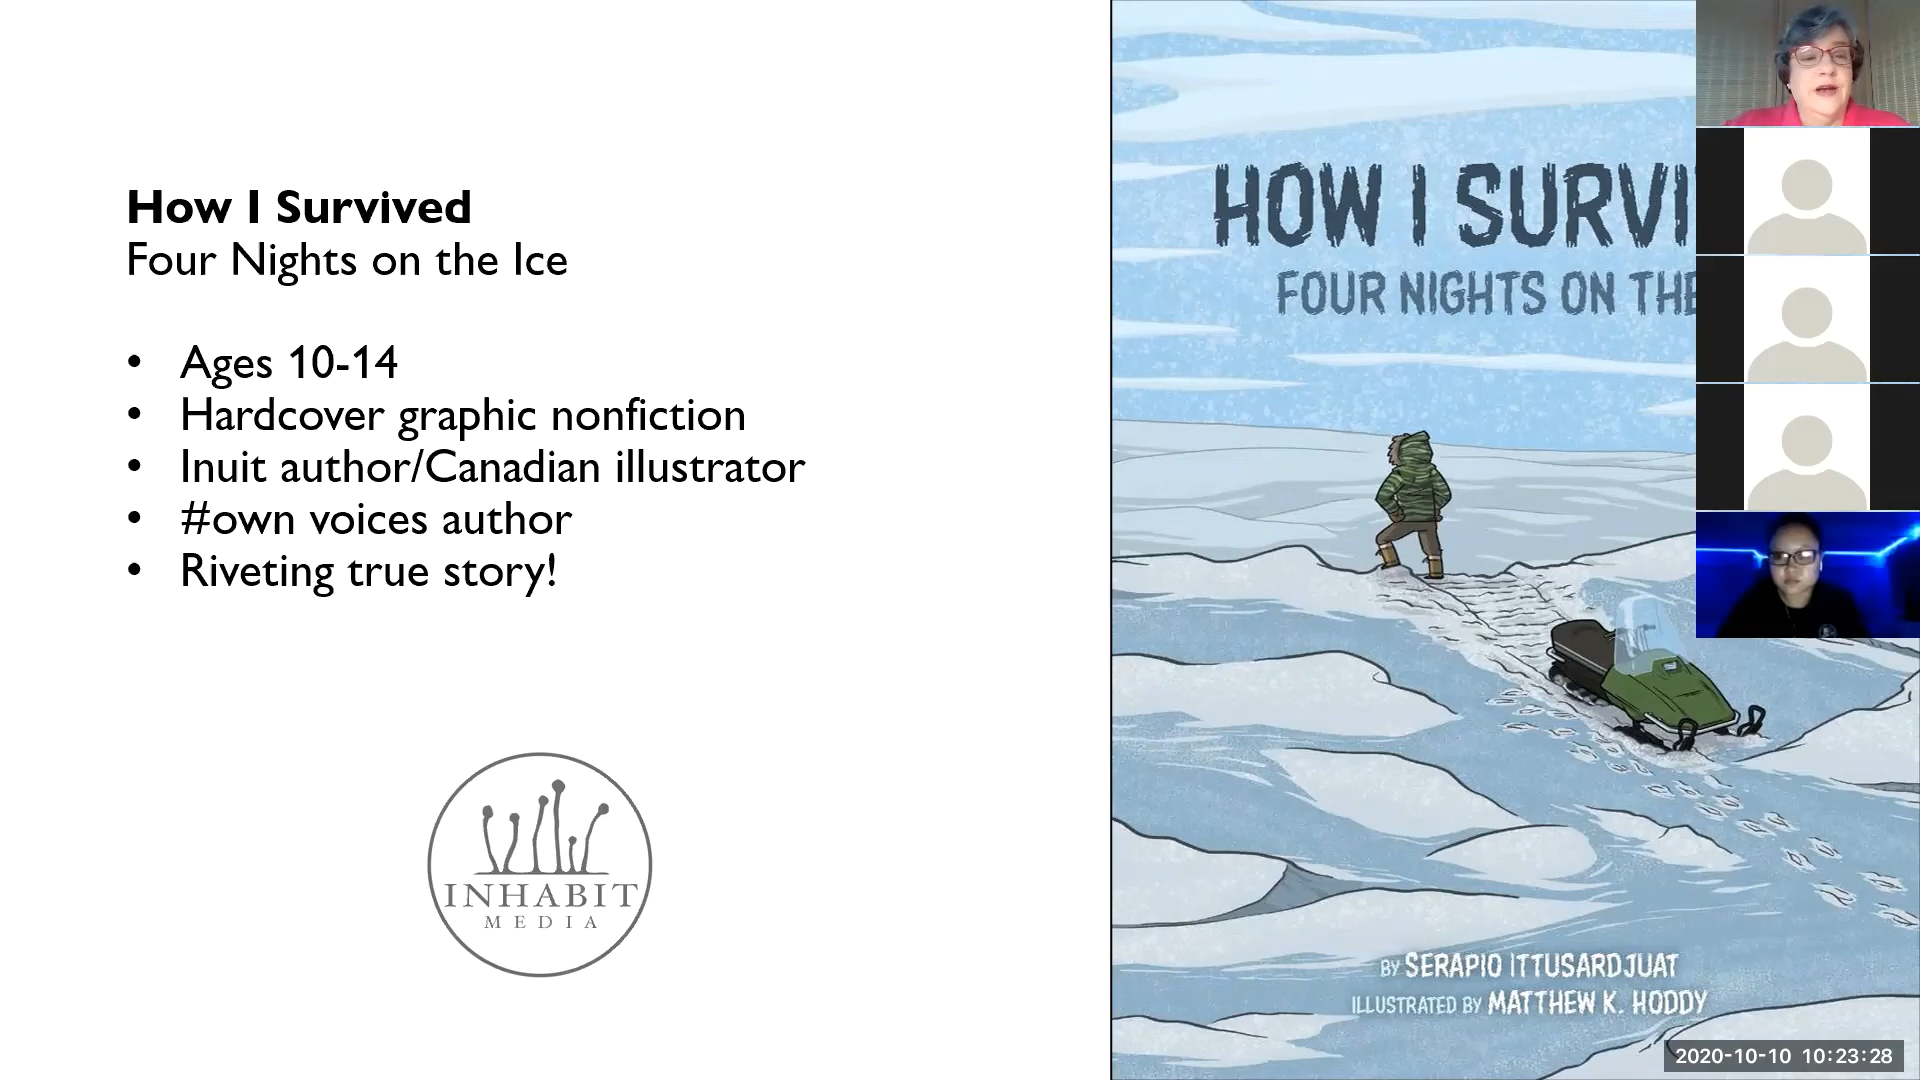 How I Survived
Four Nights on the Ice
• Ages 10-14
• Hardcover graphic nonfiction
• Inuit author/Canadian illustrator
• #own voices author
• Riveting true story!
INHABIT
MEDIA
HOW I SURVI
FOUR NIGHTS ON THE
BY SERAPIO ITTUSARDJUAT
ILLUSTRATED BY MATTHEW K. HODDY
2020-10-10 10:23:28